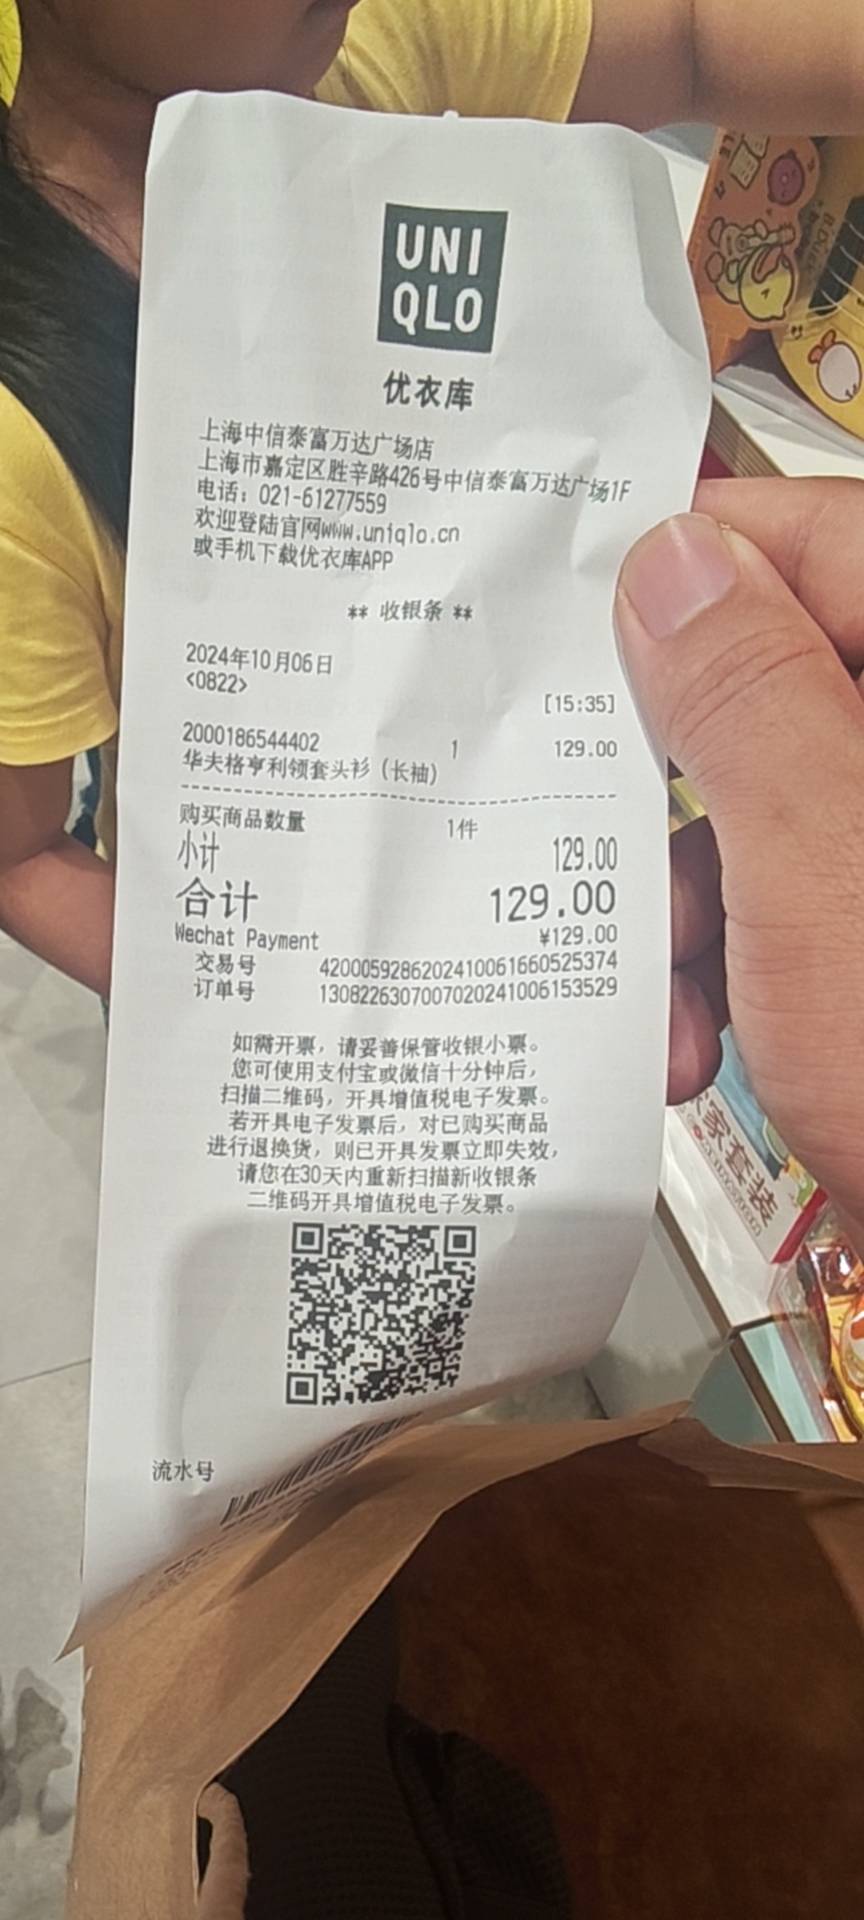 UNI
QLO
优衣库
上海中信泰富万达广场店
上海市嘉定区胜辛路426号中信泰富万达广场1F
电话：021-61277559
欢迎登陆官网www.uniqlo.cn
或手机下载优衣库APP
** 收银条 **
2024年10月06日
<0822>
[15:35]
2000186544402 1 129.00
华夫格亨利领套头衫（长袖）
购买商品数量 1件
小计 129.00
合计 129.00
Wechat Payment ¥129.00
交易号 4200059286202410061660525374
订单号 1308226307007020241006153529
如需开票，请妥善保管收银小票。
您可使用支付宝或微信十分钟后，
扫描二维码，开具增值税电子发票。
若开具电子发票后，对已购买商品
进行退换货，则已开具发票立即失效，
请您在30天内重新扫描新收银条
二维码开具增值税电子发票。
流水号
家套装